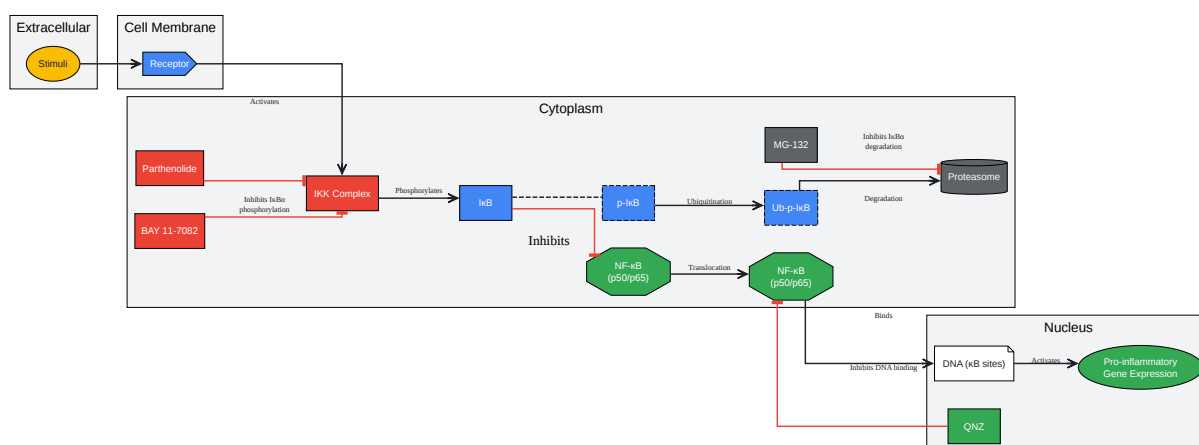 Extracellular
Cell Membrane
Stimuli
Receptor
Activates
Cytoplasm
MG-132
Inhibits IκBα
degradation
Parthenolide
Proteasome
IKK Complex
Phosphorylates
IκB
p-IκB
Ubiquitination
Ub-p-IκB
Degradation
Inhibits IκBα
phosphorylation
BAY 11-7082
Inhibits
NF-κB
(p50/p65)
Translocation
NF-κB
(p50/p65)
Binds
Nucleus
Inhibits DNA binding
DNA (κB sites)
Activates
Pro-inflammatory
Gene Expression
QNZ